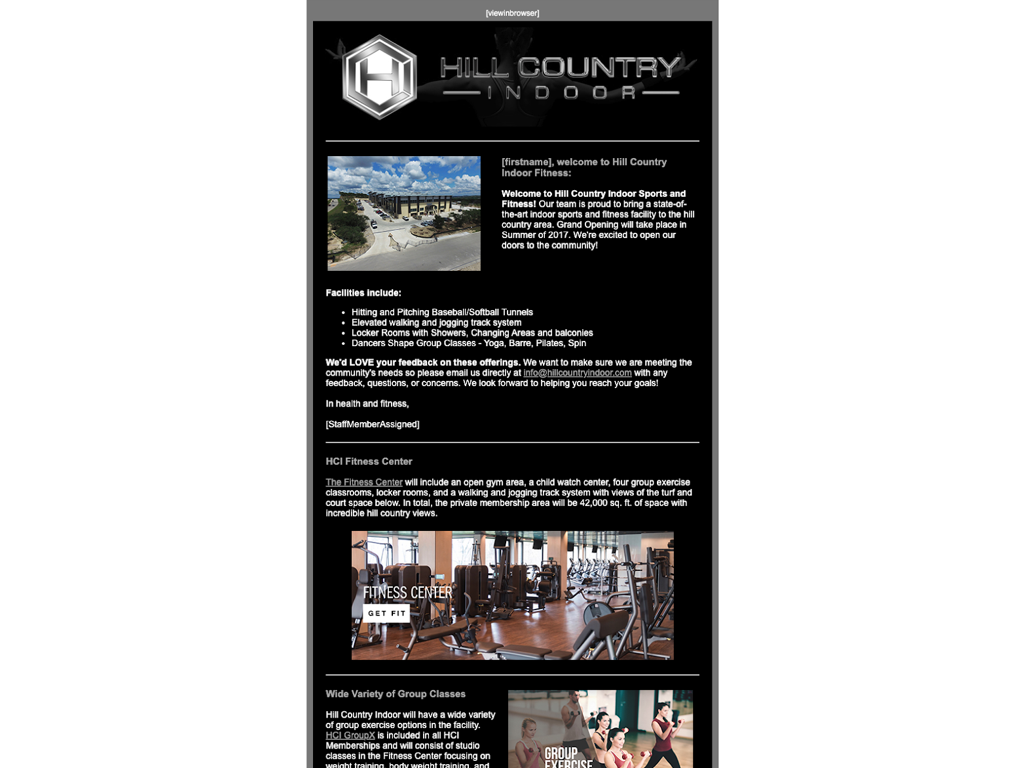 [viewinbrowser]
HILL COUNTRY
INDOOR
[firstname], welcome to Hill Country
Indoor Fitness:
Welcome to Hill Country Indoor Sports and
Fitness! Our team is proud to bring a state-of-
the-art indoor sports and fitness facility to the hill
country area. Grand Opening will take place in
Summer of 2017. We're excited to open our
doors to the community!
Facilities include:
• Hitting and Pitching Baseball/Softball Tunnels
• Elevated walking and jogging track system
• Locker Rooms with Showers, Changing Areas and balconies
• Dancers Shape Group Classes - Yoga, Barre, Pilates, Spin
We'd LOVE your feedback on these offerings. We want to make sure we are meeting the
community's needs so please email us directly at info@hillcountryindoor.com with any
feedback, questions, or concerns. We look forward to helping you reach your goals!
In health and fitness,
[StaffMemberAssigned]
HCI Fitness Center
The Fitness Center will include an open gym area, a child watch center, four group exercise
classrooms, locker rooms, and a walking and jogging track system with views of the turf and
court space below. In total, the private membership area will be 42,000 sq. ft. of space with
incredible hill country views.
FITNESS CENTER
GET FIT
Wide Variety of Group Classes
Hill Country Indoor will have a wide variety
of group exercise options in the facility.
HCI GroupX is included in all HCI
Memberships and will consist of studio
classes in the Fitness Center focusing on
weight training, body weight training, and
GROUP
EXERCISE